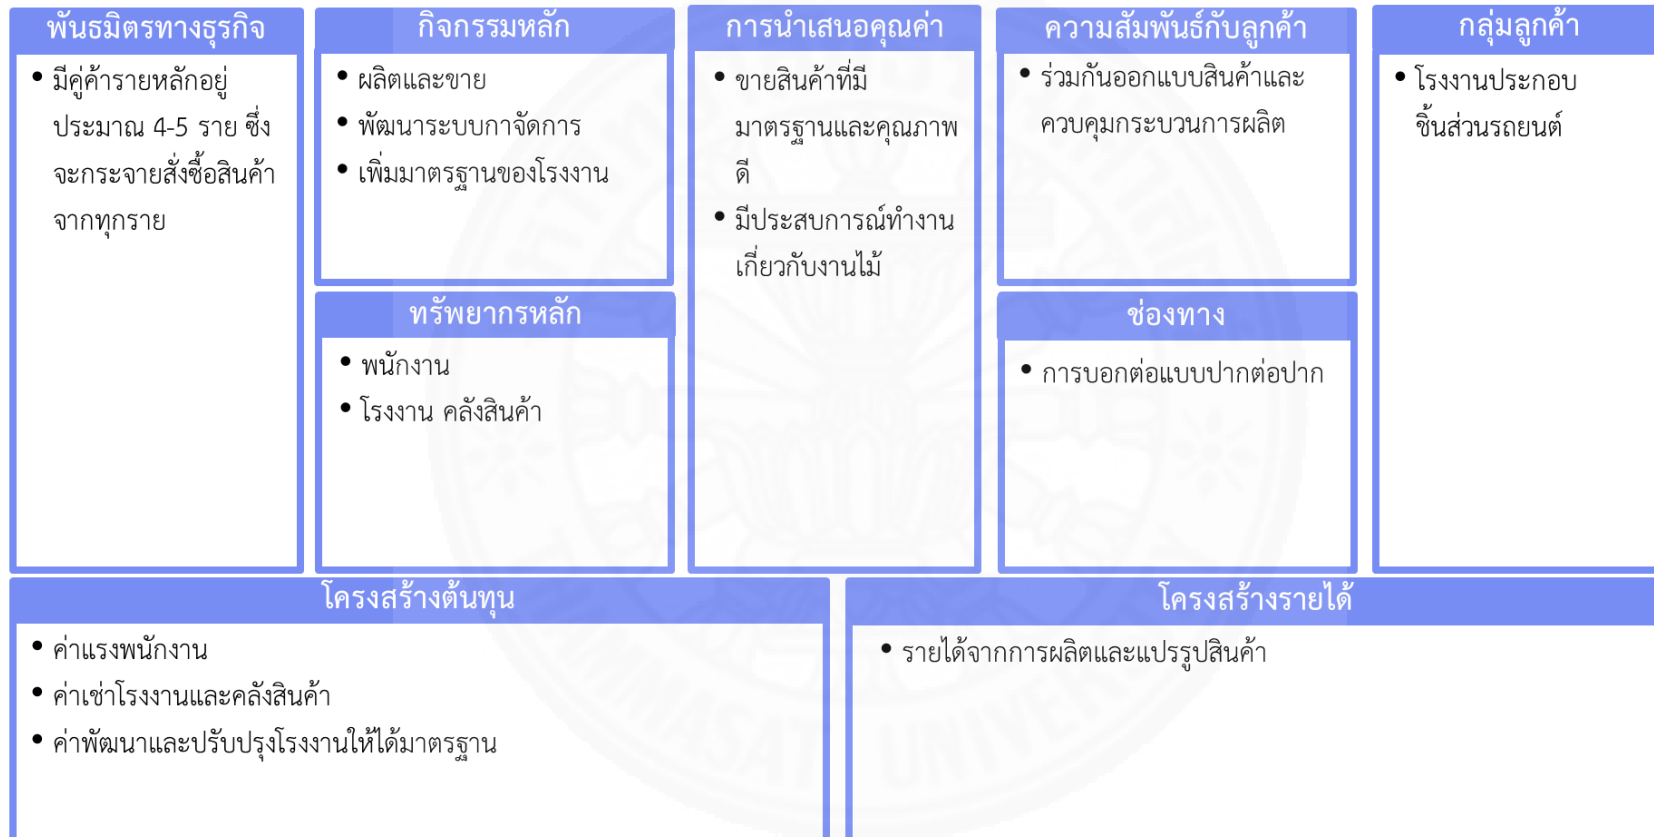 พันธมิตรทางธุรกิจ
• มีคู่ค้ารายหลักอยู่
ประมาณ 4-5 ราย ซึ่ง
จะกระจายสั่งซื้อสินค้า
จากทุกราย
กิจกรรมหลัก
• ผลิตและขาย
• พัฒนาระบบกาจัดการ
• เพิ่มมาตรฐานของโรงงาน
ทรัพยากรหลัก
• พนักงาน
• โรงงาน คลังสินค้า
การนำเสนอคุณค่า
• ขายสินค้าที่มี
มาตรฐานและคุณภาพ
ดี
• มีประสบการณ์ทำงาน
เกี่ยวกับงานไม้
ความสัมพันธ์กับลูกค้า
• ร่วมกันออกแบบสินค้าและ
ควบคุมกระบวนการผลิต
ช่องทาง
• การบอกต่อแบบปากต่อปาก
กลุ่มลูกค้า
• โรงงานประกอบ
ชิ้นส่วนรถยนต์
โครงสร้างต้นทุน
• ค่าแรงพนักงาน
• ค่าเช่าโรงงานและคลังสินค้า
• ค่าพัฒนาและปรับปรุงโรงงานให้ได้มาตรฐาน
โครงสร้างรายได้
• รายได้จากการผลิตและแปรรูปสินค้า
THAMMASAT UNIVERSITY